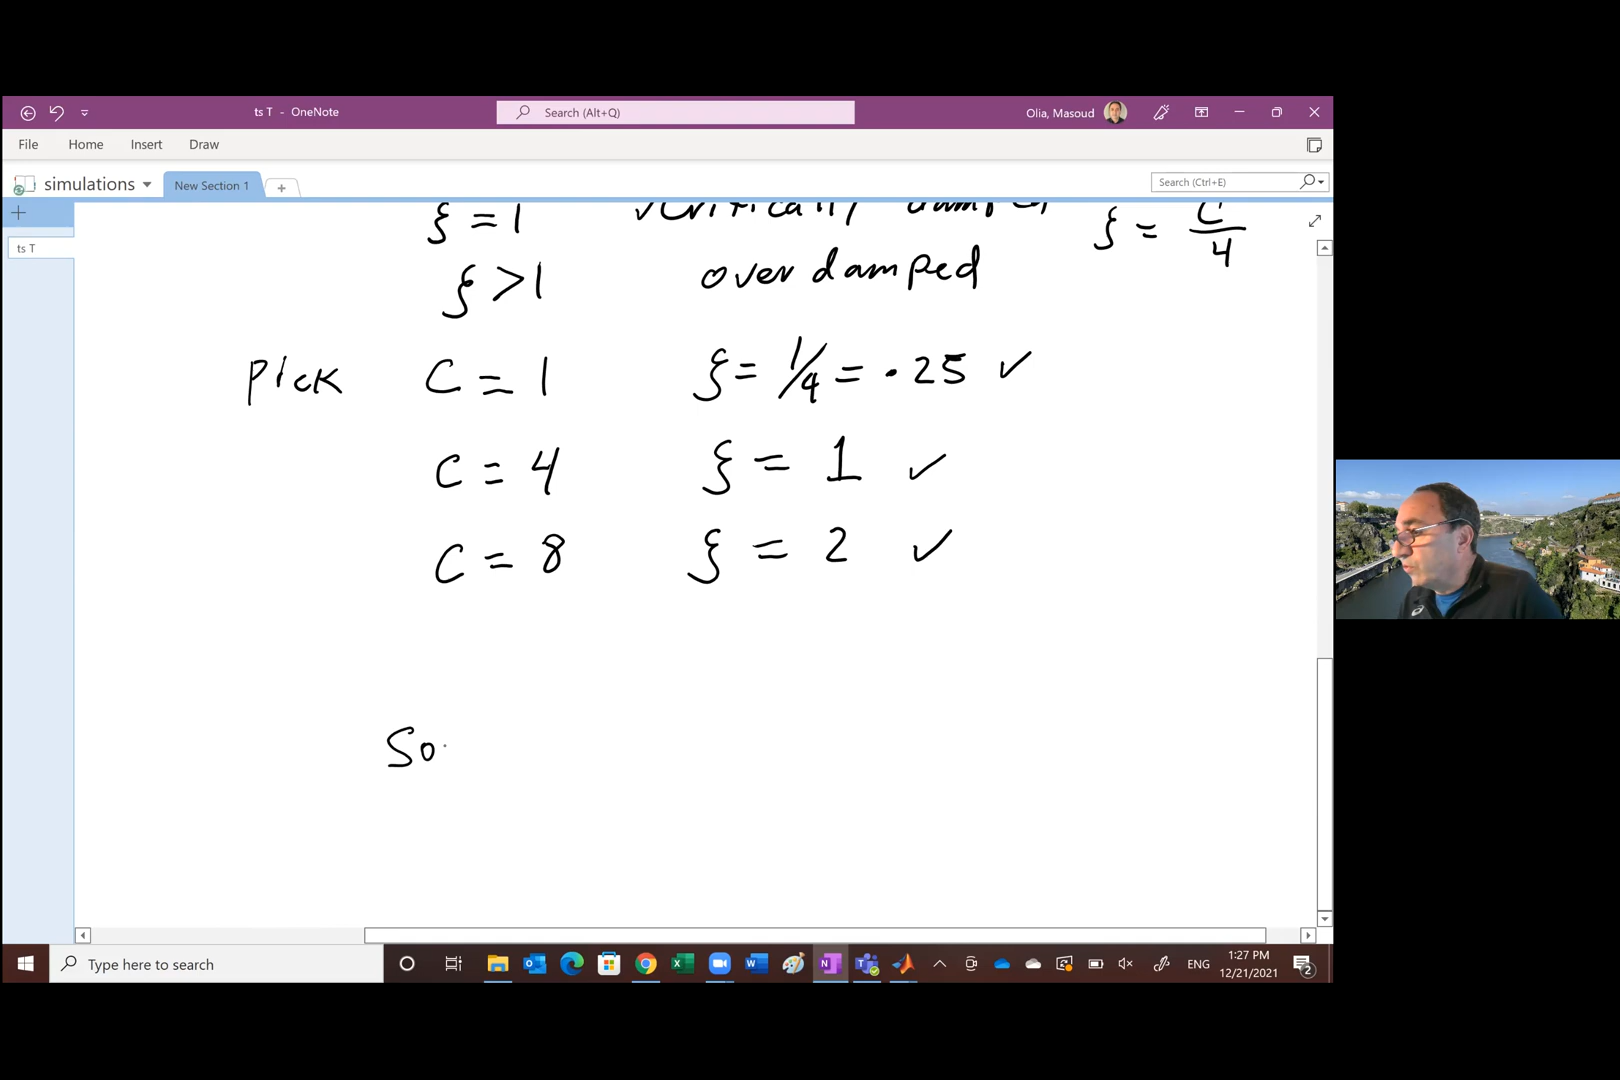 ts T - OneNote
Search (Alt+Q)
Olia, Masoud
File Home Insert Draw
simulations New Section 1 +
Search (Ctrl+E)
ts T
ξ = 1 damped
ξ = C/4
ξ > 1 over damped
Pick C = 1 ξ = 1/4 = .25 ✓
C = 4 ξ = 1 ✓
C = 8 ξ = 2 ✓
So
Type here to search
ENG
1:27 PM
12/21/2021
2